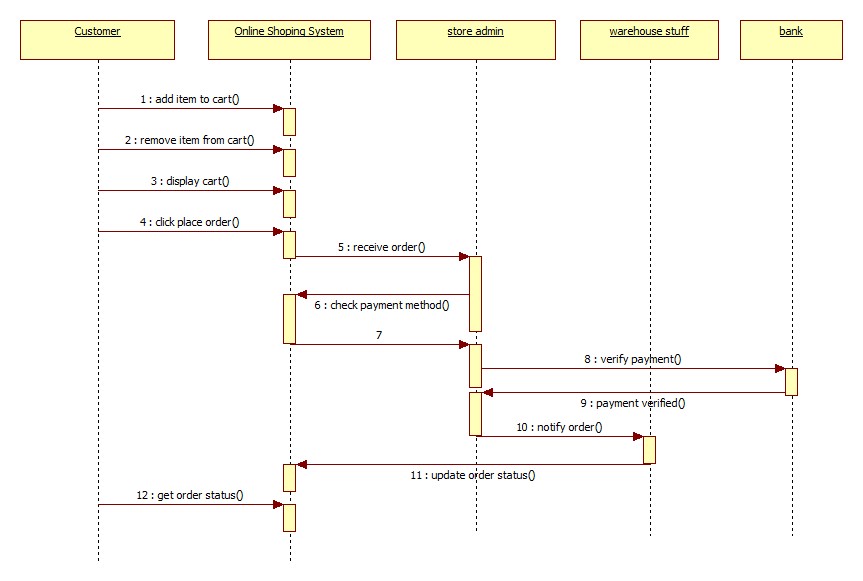 Customer
Online Shoping System
store admin
warehouse stuff
bank
1 : add item to cart()
2 : remove item from cart()
3 : display cart()
4 : click place order()
5 : receive order()
6 : check payment method()
7
8 : verify payment()
9 : payment verified()
10 : notify order()
11 : update order status()
12 : get order status()